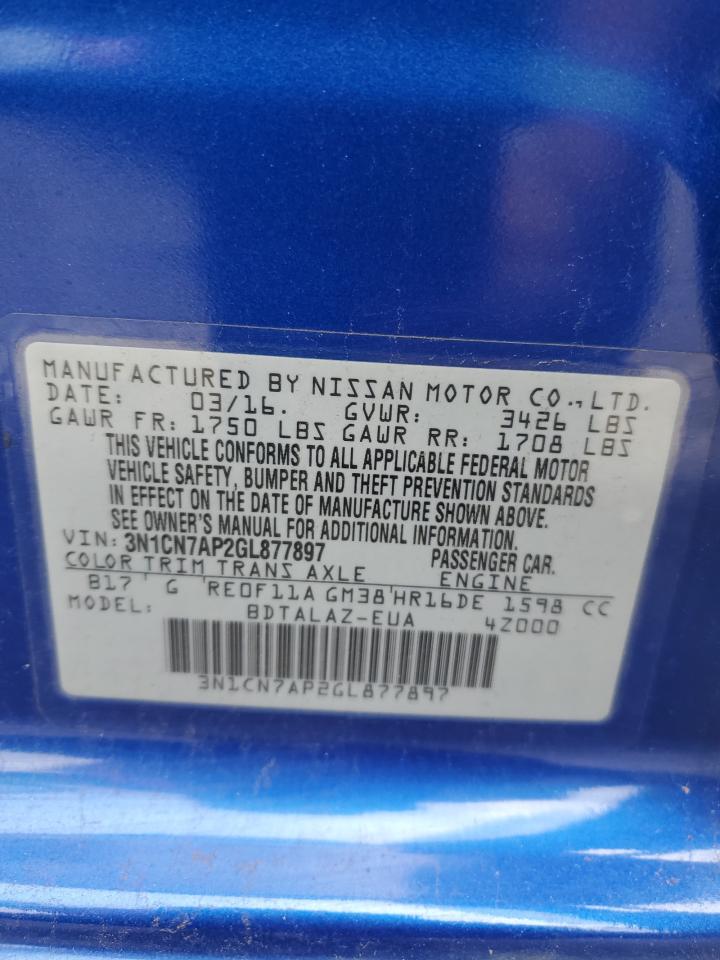 MANUFACTURED BY NISSAN MOTOR CO.,LTD.
DATE: 03/16. GVWR: 3426 LBS
GAWR FR: 1750 LBS GAWR RR: 1708 LBS
THIS VEHICLE CONFORMS TO ALL APPLICABLE FEDERAL MOTOR
VEHICLE SAFETY, BUMPER AND THEFT PREVENTION STANDARDS
IN EFFECT ON THE DATE OF MANUFACTURE SHOWN ABOVE.
SEE OWNER'S MANUAL FOR ADDITIONAL INFORMATION.
VIN: 3N1CN7AP2GL877897 PASSENGER CAR.
COLOR TRIM TRANS AXLE ENGINE
B17 G RE0F11A GM38 HR16DE 1598 CC
MODEL: BDTALAZ-EUA 4Z000
3N1CN7AP2GL877897